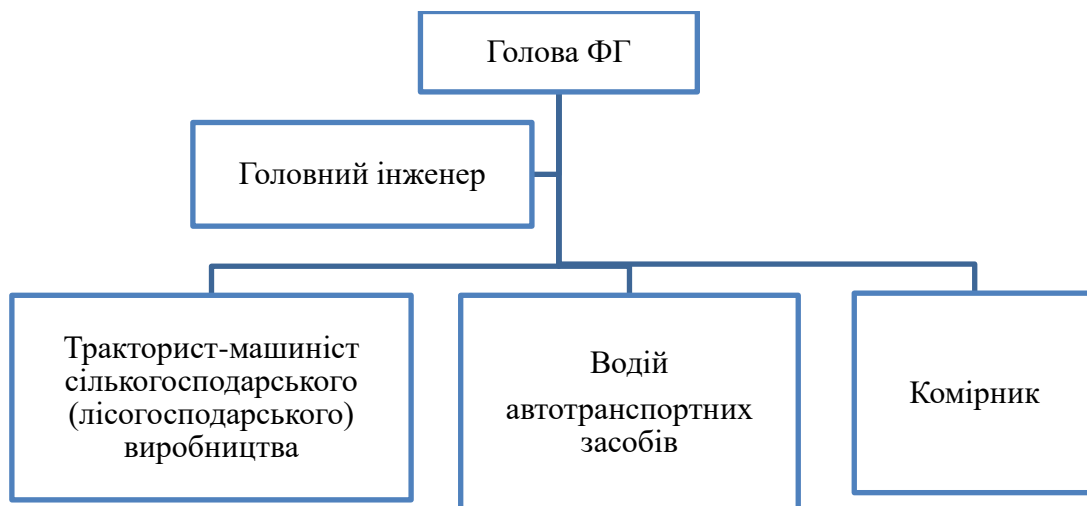 Голова ФГ
Головний інженер
Тракторист-машиніст
сількогосподарського
(лісогосподарського)
виробництва
Водій
автотранспортних
засобів
Комірник